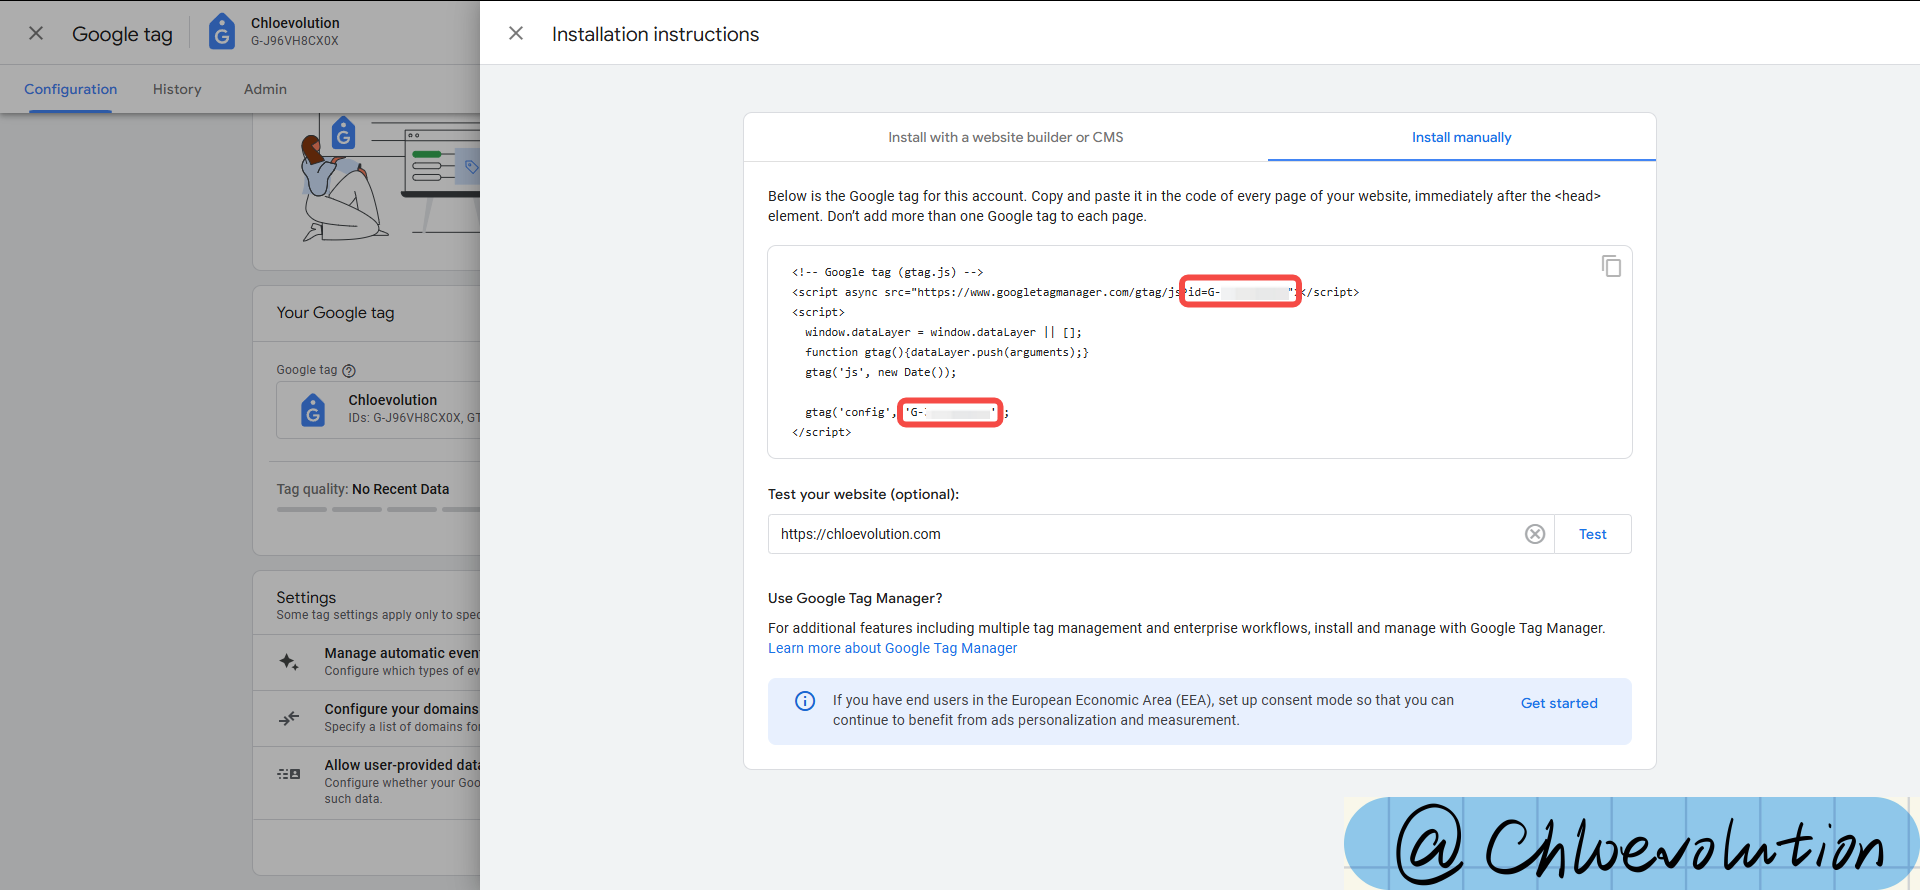 Google tag
Chloevolution
G-J96VH8CX0X
Configuration
History
Admin
Your Google tag
Google tag
Chloevolution
IDs: G-J96VH8CX0X, GT
Tag quality: No Recent Data
Settings
Some tag settings apply only to spec
Manage automatic even
Configure which types of ev
Configure your domains
Specify a list of domains for
Allow user-provided data
Configure whether your Goo
such data.
Installation instructions
Install with a website builder or CMS
Install manually
Below is the Google tag for this account. Copy and paste it in the code of every page of your website, immediately after the <head>
element. Don’t add more than one Google tag to each page.
<!-- Google tag (gtag.js) -->
<script async src="https://www.googletagmanager.com/gtag/js?id=G-"></script>
<script>
window.dataLayer = window.dataLayer || [];
function gtag(){dataLayer.push(arguments);}
gtag('js', new Date());
gtag('config', 'G-');
</script>
Test your website (optional):
https://chloevolution.com
Test
Use Google Tag Manager?
For additional features including multiple tag management and enterprise workflows, install and manage with Google Tag Manager.
Learn more about Google Tag Manager
If you have end users in the European Economic Area (EEA), set up consent mode so that you can
continue to benefit from ads personalization and measurement.
Get started
@Chloevolution